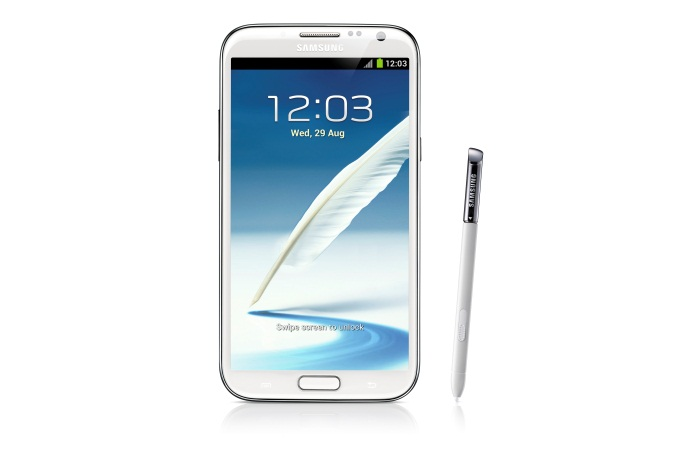 SAMSUNG
12:03
12:03
Wed, 29 Aug
Swipe screen to unlock
SAMSUNG